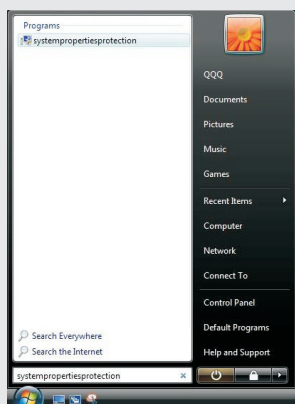 Programs
systempropertiesprotection
Search Everywhere
Search the Internet
systempropertiesprotection
QQQ
Documents
Pictures
Music
Games
Recent Items
Computer
Network
Connect To
Control Panel
Default Programs
Help and Support